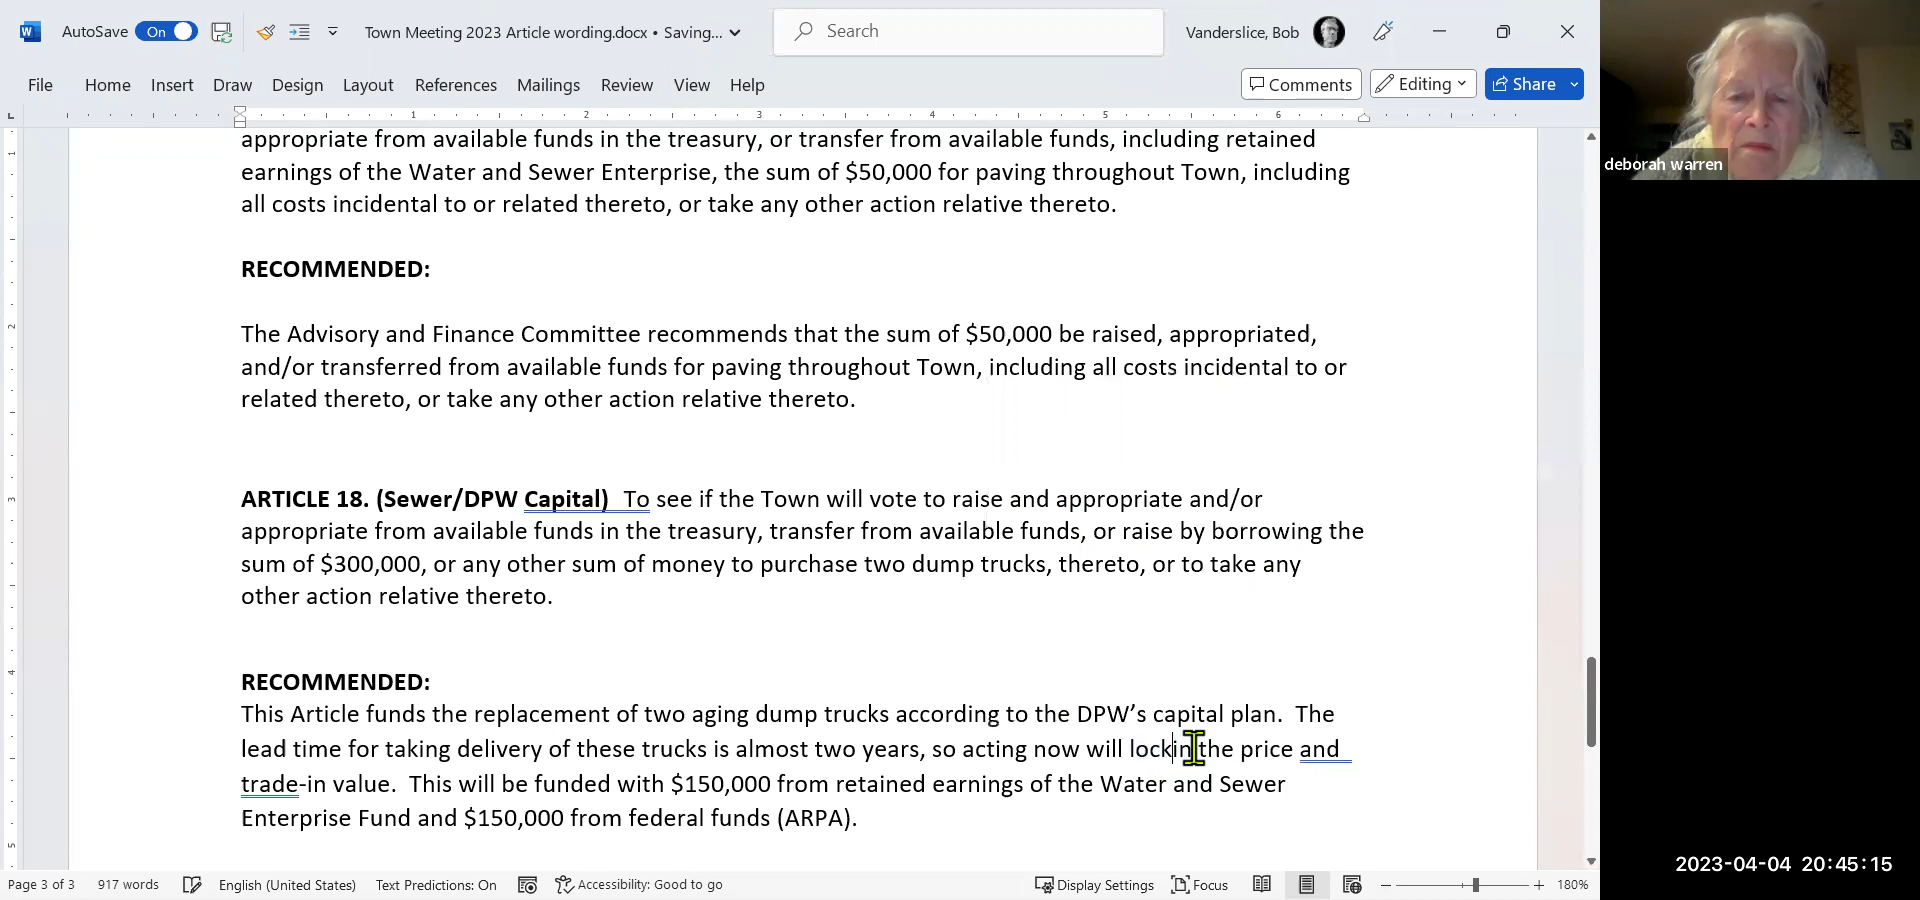 AutoSave On Town Meeting 2023 Article wording.docx • Saving... Search Vanderslice, Bob
File Home Insert Draw Design Layout References Mailings Review View Help Comments Editing Share
1 2 3 4 5 6
appropriate from available funds in the treasury, or transfer from available funds, including retained
earnings of the Water and Sewer Enterprise, the sum of $50,000 for paving throughout Town, including
all costs incidental to or related thereto, or take any other action relative thereto.
RECOMMENDED:
The Advisory and Finance Committee recommends that the sum of $50,000 be raised, appropriated,
and/or transferred from available funds for paving throughout Town, including all costs incidental to or
related thereto, or take any other action relative thereto.
ARTICLE 18. (Sewer/DPW Capital) To see if the Town will vote to raise and appropriate and/or
appropriate from available funds in the treasury, transfer from available funds, or raise by borrowing the
sum of $300,000, or any other sum of money to purchase two dump trucks, thereto, or to take any
other action relative thereto.
RECOMMENDED:
This Article funds the replacement of two aging dump trucks according to the DPW’s capital plan. The
lead time for taking delivery of these trucks is almost two years, so acting now will lockin the price and
trade-in value. This will be funded with $150,000 from retained earnings of the Water and Sewer
Enterprise Fund and $150,000 from federal funds (ARPA).
1
2
3
4
5
Page 3 of 3 917 words English (United States) Text Predictions: On Accessibility: Good to go Display Settings Focus 180%
deborah warren
2023-04-04 20:45:15